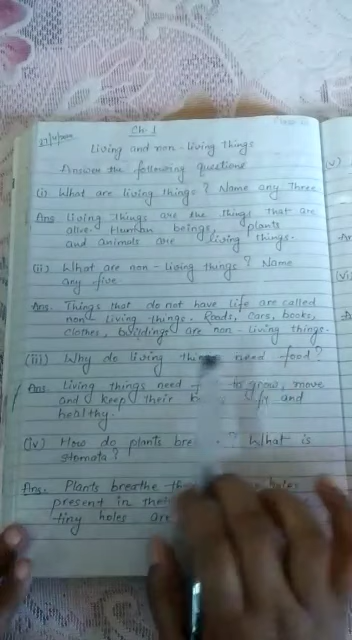 Ch-1
Living and non-living things
Answer the following questions
(i) What are living things? Name any three
Ans. Living things are the things that are
alive. Human beings, plants
and animals are living things.
(ii) What are non-living things? Name
any five.
Ans. Things that do not have life are called
non-living things. Roads, Cars, books,
clothes, buildings are non-living things.
(iii) Why do living things need food?
Ans. Living things need to grow, move
and keep their and
healthy.
(iv) How do plants ? What is
stomata?
Ans. Plants breathe holes
present in
tiny holes are
(v)
(vi)